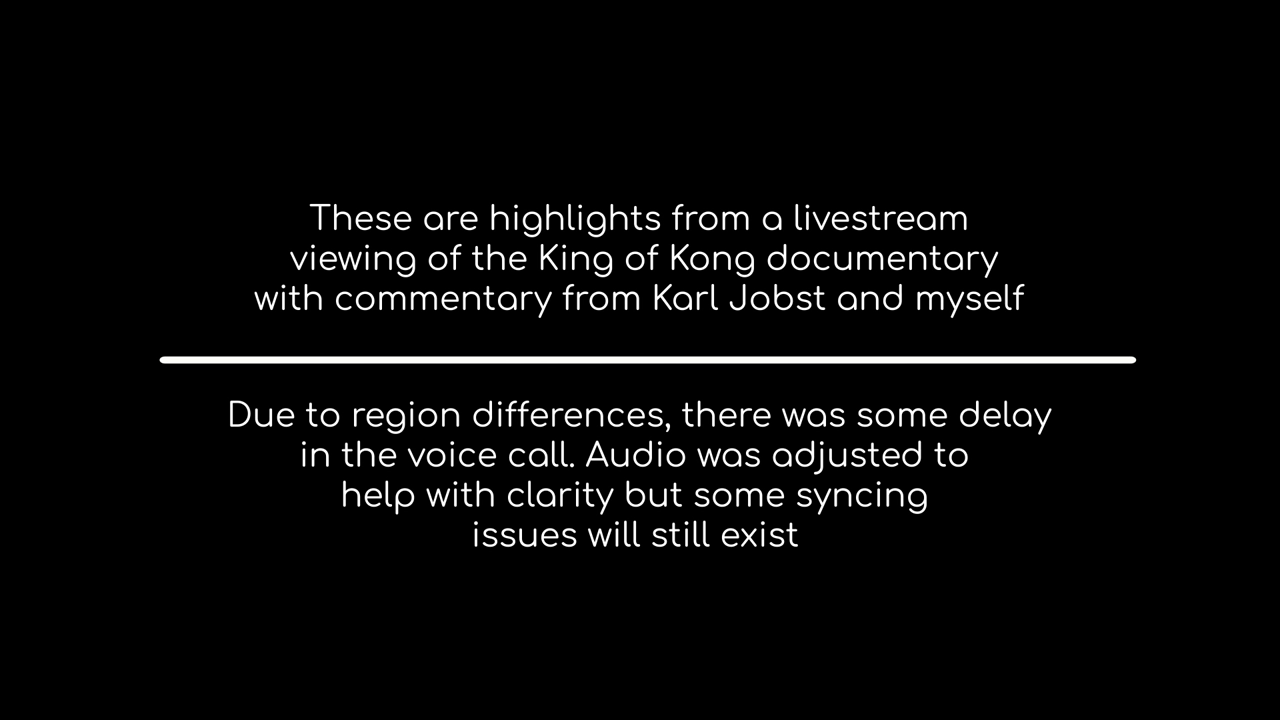 These are highlights from a livestream
viewing of the King of Kong documentary
with commentary from Karl Jobst and myself
Due to region differences, there was some delay
in the voice call. Audio was adjusted to
help with clarity but some syncing
issues will still exist